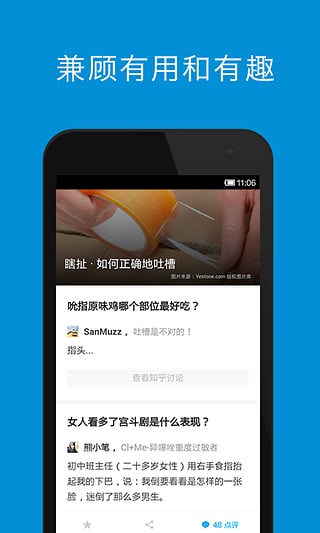 兼顾有用和有趣
11:06
瞎扯 · 如何正确地吐槽
图片来源：Yestone.com 版权图片库
吮指原味鸡哪个部位最好吃？
SanMuzz，吐槽是不对的！
指头...
查看知乎讨论
女人看多了宫斗剧是什么表现？
熊小笔，Cl+Me-异噻唑重度过敏者
初中班主任（二十多岁女性）用右手食指抬
起我的下巴，说：我倒要看看是怎样的一张
脸，迷倒了那么多男生。
48 点评